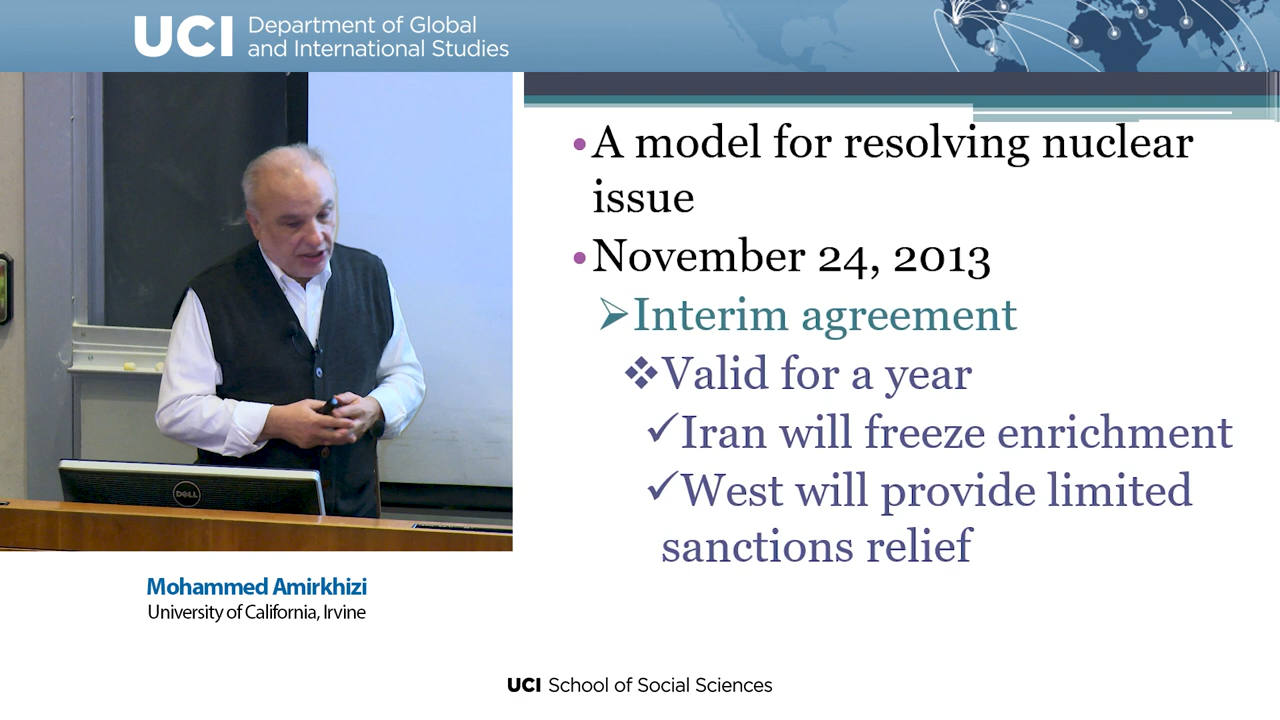 UCI Department of Global
and International Studies
•A model for resolving nuclear
issue
•November 24, 2013
➢Interim agreement
❖Valid for a year
✓Iran will freeze enrichment
✓West will provide limited
sanctions relief
DELL
Mohammed Amirkhizi
University of California, Irvine
UCI School of Social Sciences